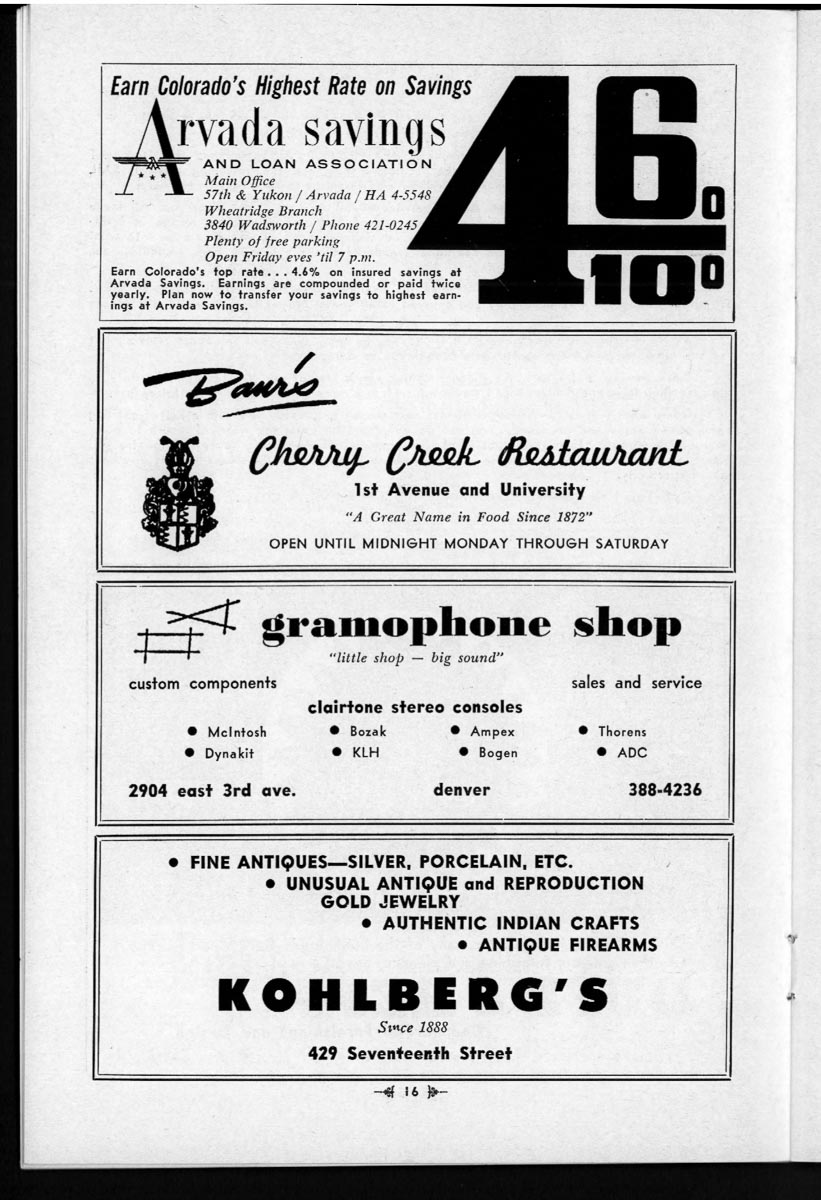 Earn Colorado's Highest Rate on Savings
Arvada savings
AND LOAN ASSOCIATION
Main Office
57th & Yukon / Arvada / HA 4-5548
Wheatridge Branch
3840 Wadsworth / Phone 421-0245
Plenty of free parking
Open Friday eves 'til 7 p.m.
Earn Colorado's top rate . . . 4.6% on insured savings at
Arvada Savings. Earnings are compounded or paid twice
yearly. Plan now to transfer your savings to highest earn-
ings at Arvada Savings.
4 6/10 %
Baur's
Cherry Creek Restaurant
1st Avenue and University
"A Great Name in Food Since 1872"
OPEN UNTIL MIDNIGHT MONDAY THROUGH SATURDAY
gramophone shop
"little shop — big sound"
custom components sales and service
clairtone stereo consoles
• McIntosh • Bozak • Ampex • Thorens
• Dynakit • KLH • Bogen • ADC
2904 east 3rd ave. denver 388-4236
• FINE ANTIQUES—SILVER, PORCELAIN, ETC.
• UNUSUAL ANTIQUE and REPRODUCTION
GOLD JEWELRY
• AUTHENTIC INDIAN CRAFTS
• ANTIQUE FIREARMS
KOHLBERG'S
Since 1888
429 Seventeenth Street
16